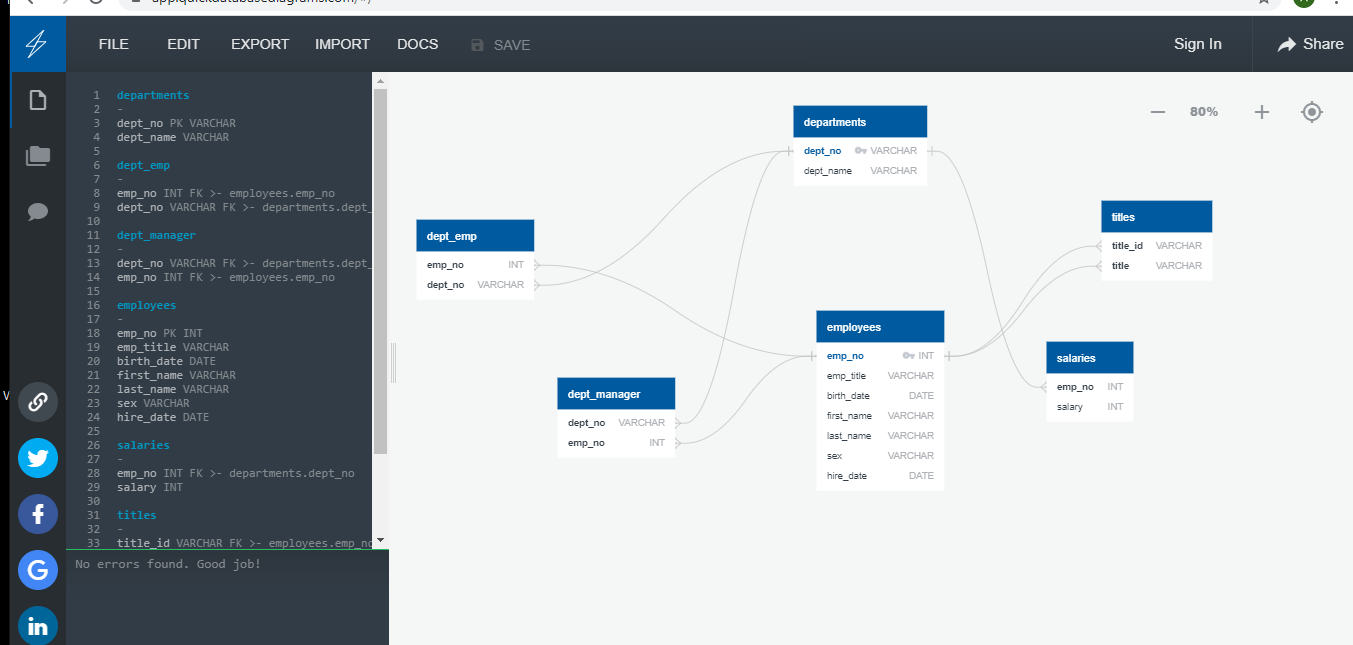 app.quickdatabasediagrams.com/#/
FILE EDIT EXPORT IMPORT DOCS SAVE Sign In Share
80%
1 departments
2 -
3 dept_no PK VARCHAR
4 dept_name VARCHAR
5
6 dept_emp
7 -
8 emp_no INT FK >- employees.emp_no
9 dept_no VARCHAR FK >- departments.dept_
10
11 dept_manager
12 -
13 dept_no VARCHAR FK >- departments.dept_
14 emp_no INT FK >- employees.emp_no
15
16 employees
17 -
18 emp_no PK INT
19 emp_title VARCHAR
20 birth_date DATE
21 first_name VARCHAR
22 last_name VARCHAR
23 sex VARCHAR
24 hire_date DATE
25
26 salaries
27 -
28 emp_no INT FK >- departments.dept_no
29 salary INT
30
31 titles
32 -
33 title_id VARCHAR FK >- employees.emp_no
No errors found. Good job!
departments
dept_no VARCHAR
dept_name VARCHAR
dept_emp
emp_no INT
dept_no VARCHAR
titles
title_id VARCHAR
title VARCHAR
employees
emp_no INT
emp_title VARCHAR
birth_date DATE
first_name VARCHAR
last_name VARCHAR
sex VARCHAR
hire_date DATE
salaries
emp_no INT
salary INT
dept_manager
dept_no VARCHAR
emp_no INT